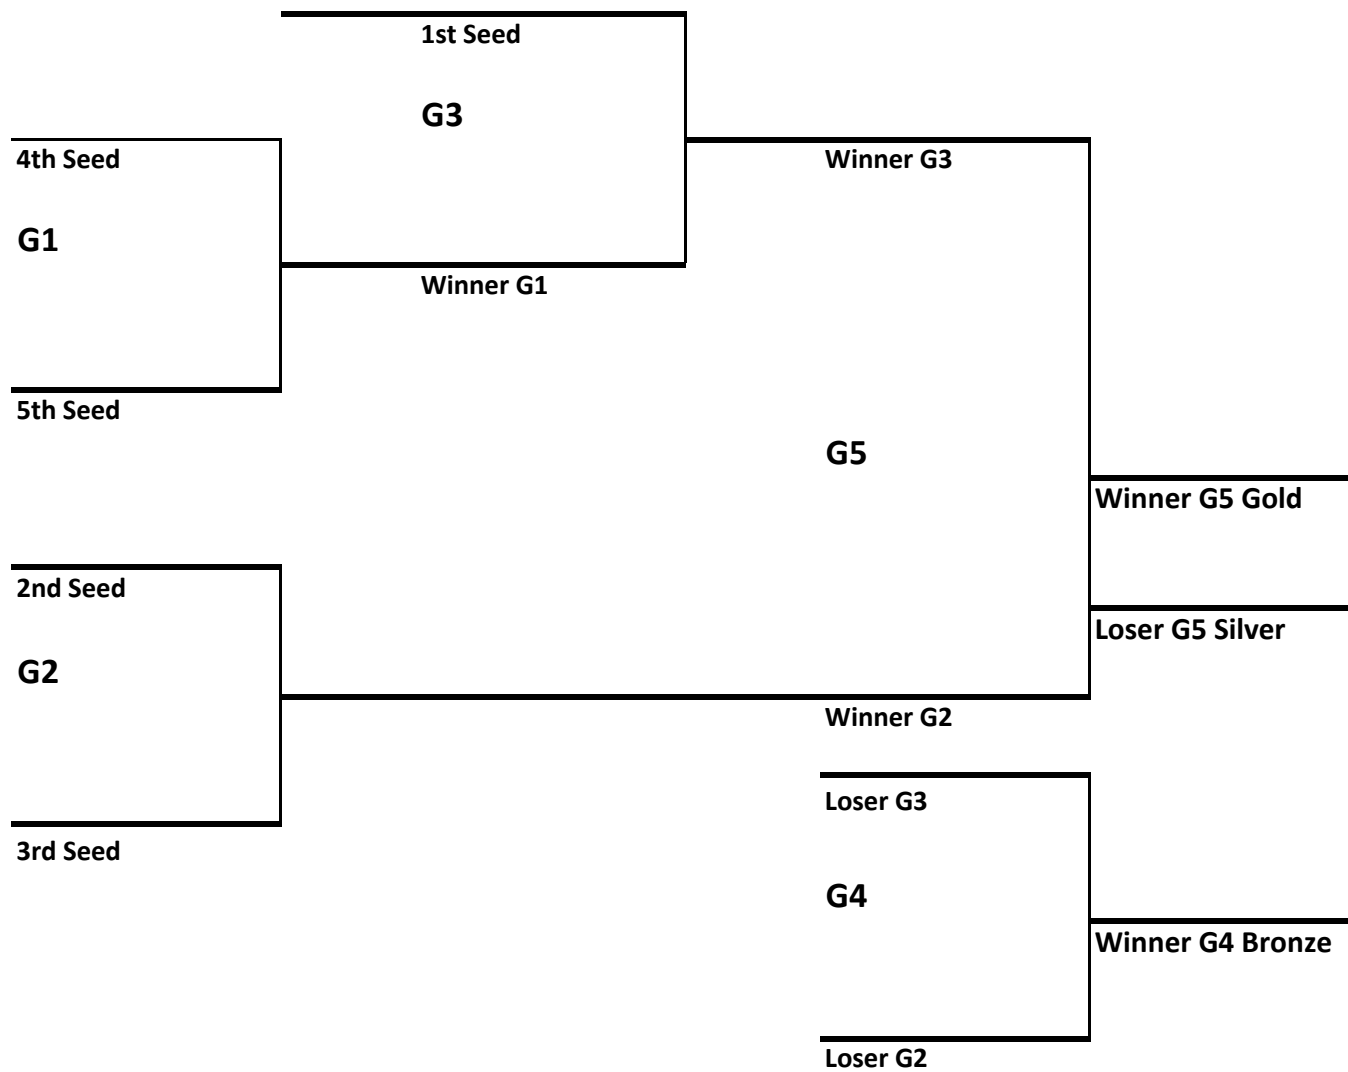 1st Seed
G3
4th Seed
Winner G3
G1
Winner G1
5th Seed
G5
Winner G5 Gold
2nd Seed
Loser G5 Silver
G2
Winner G2
Loser G3
3rd Seed
G4
Winner G4 Bronze
Loser G2